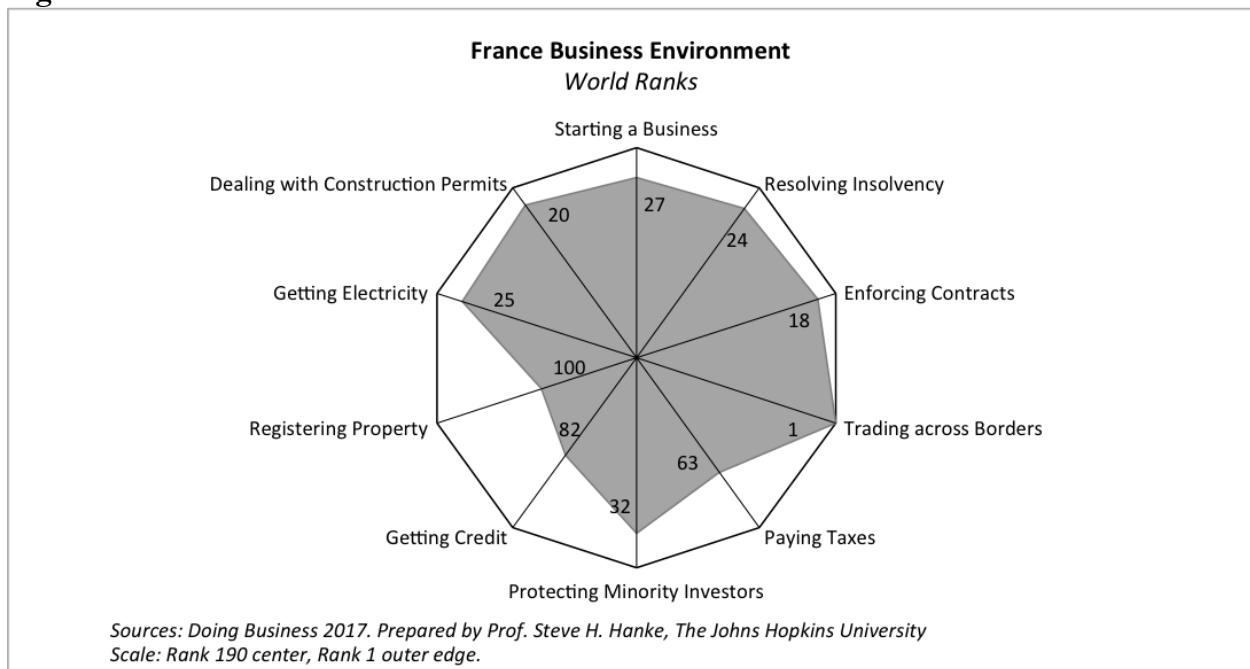 France Business Environment
World Ranks
Starting a Business
Dealing with Construction Permits
Resolving Insolvency
20
27
24
Getting Electricity
25
Enforcing Contracts
18
100
Registering Property
82
1
Trading across Borders
63
32
Getting Credit
Paying Taxes
Protecting Minority Investors
Sources: Doing Business 2017. Prepared by Prof. Steve H. Hanke, The Johns Hopkins University
Scale: Rank 190 center, Rank 1 outer edge.